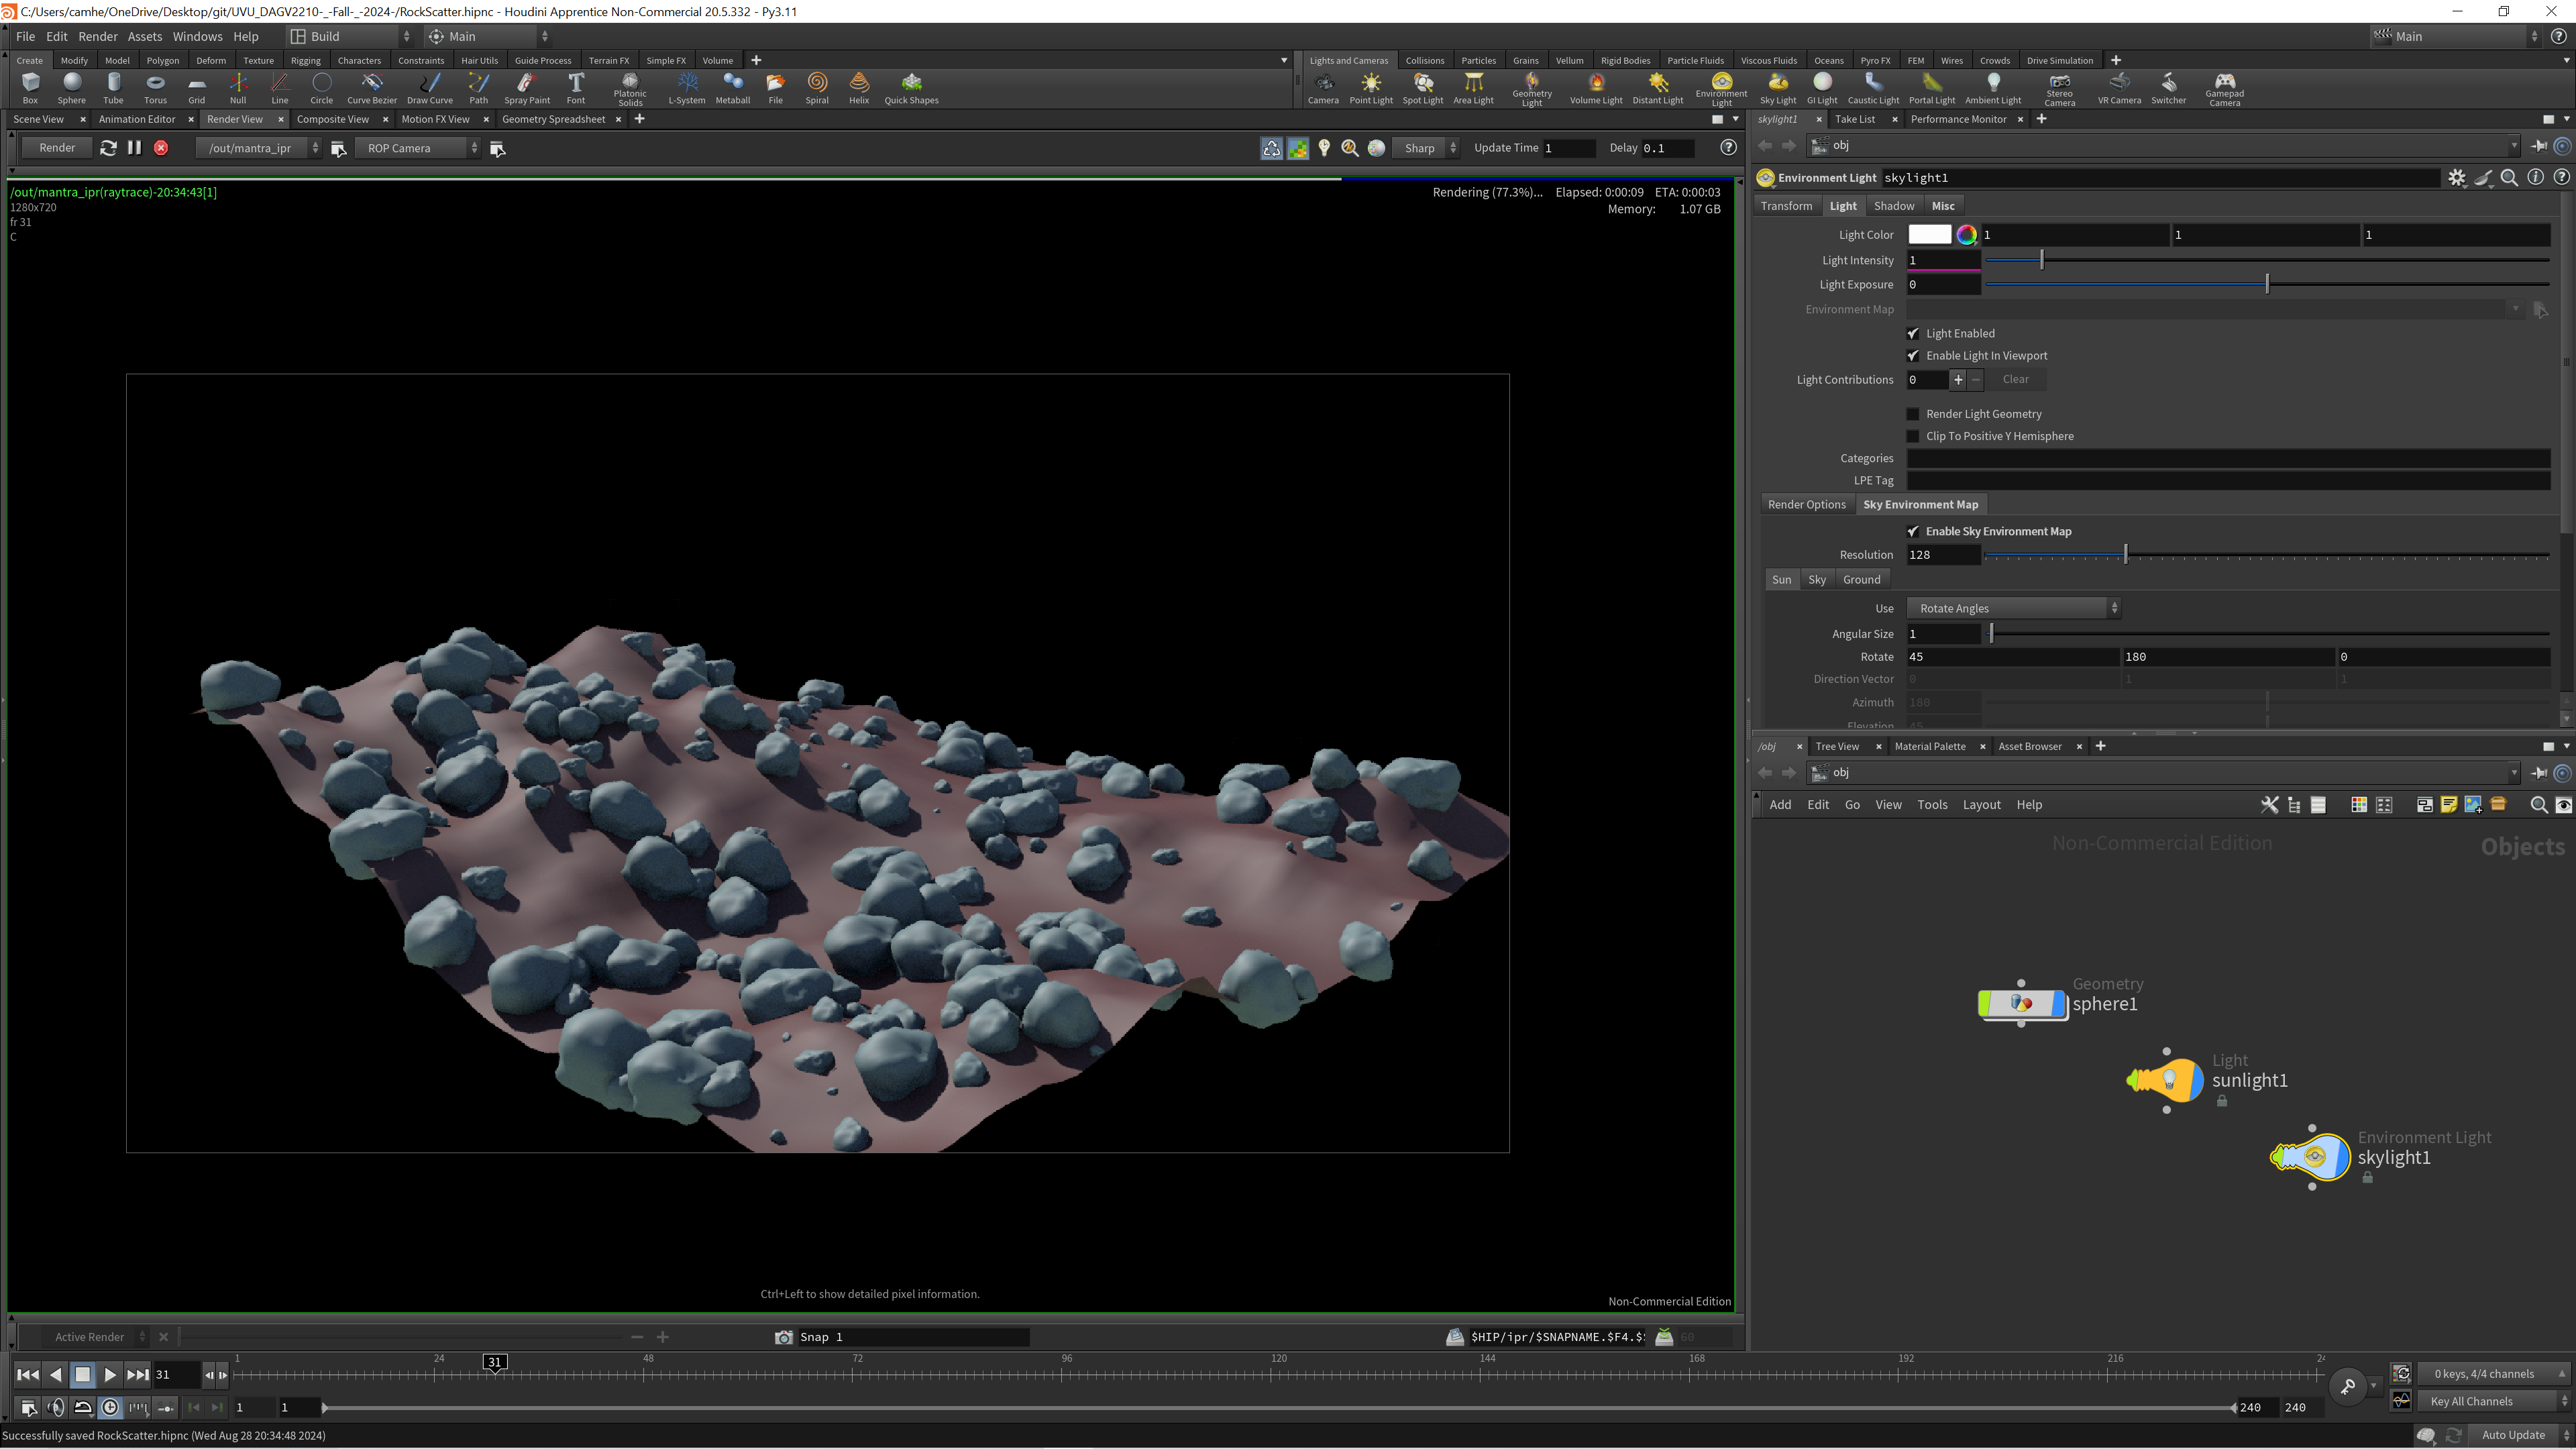 C:/Users/camhe/OneDrive/Desktop/git/UVU_DAGV2210-_-Fall-_-2024-/RockScatter.hipnc - Houdini Apprentice Non-Commercial 20.5.332 - Py3.11
File Edit Render Assets Windows Help Build Main Main
Create Modify Model Polygon Deform Texture Rigging Characters Constraints Hair Utils Guide Process Terrain FX Simple FX Volume
Lights and Cameras Collisions Particles Grains Vellum Rigid Bodies Particle Fluids Viscous Fluids Oceans Pyro FX FEM Wires Crowds Drive Simulation
Box Sphere Tube Torus Grid Null Line Circle Curve Bezier Draw Curve Path Spray Paint Font Platonic Solids L-System Metaball File Spiral Helix Quick Shapes
Camera Point Light Spot Light Area Light Geometry Light Volume Light Distant Light Environment Light Sky Light GI Light Caustic Light Portal Light Ambient Light Stereo Camera VR Camera Switcher Gamepad Camera
Scene View Animation Editor Render View Composite View Motion FX View Geometry Spreadsheet
skylight1 Take List Performance Monitor
Render /out/mantra_ipr ROP Camera Sharp Update Time 1 Delay 0.1
obj
/out/mantra_ipr(raytrace)-20:34:43[1]
1280x720
fr 31
C
Rendering (77.3%)... Elapsed: 0:00:09 ETA: 0:00:03
Memory: 1.07 GB
Environment Light skylight1
Transform Light Shadow Misc
Light Color 1 1 1
Light Intensity 1
Light Exposure 0
Environment Map
Light Enabled
Enable Light In Viewport
Light Contributions 0 Clear
Render Light Geometry
Clip To Positive Y Hemisphere
Categories
LPE Tag
Render Options Sky Environment Map
Enable Sky Environment Map
Resolution 128
Sun Sky Ground
Use Rotate Angles
Angular Size 1
Rotate 45 180 0
Direction Vector 0 1 1
Azimuth 180
Elevation 45
/obj Tree View Material Palette Asset Browser
obj
Add Edit Go View Tools Layout Help
Non-Commercial Edition
Objects
Geometry
sphere1
Light
sunlight1
Environment Light
skylight1
Ctrl+Left to show detailed pixel information.
Non-Commercial Edition
Active Render Snap 1 $HIP/ipr/$SNAPNAME.$F4.$ 60
31 1 24 31 48 72 96 120 144 168 192 216 24
0 keys, 4/4 channels
1 1 240 240
Key All Channels
Successfully saved RockScatter.hipnc (Wed Aug 28 20:34:48 2024)
Auto Update